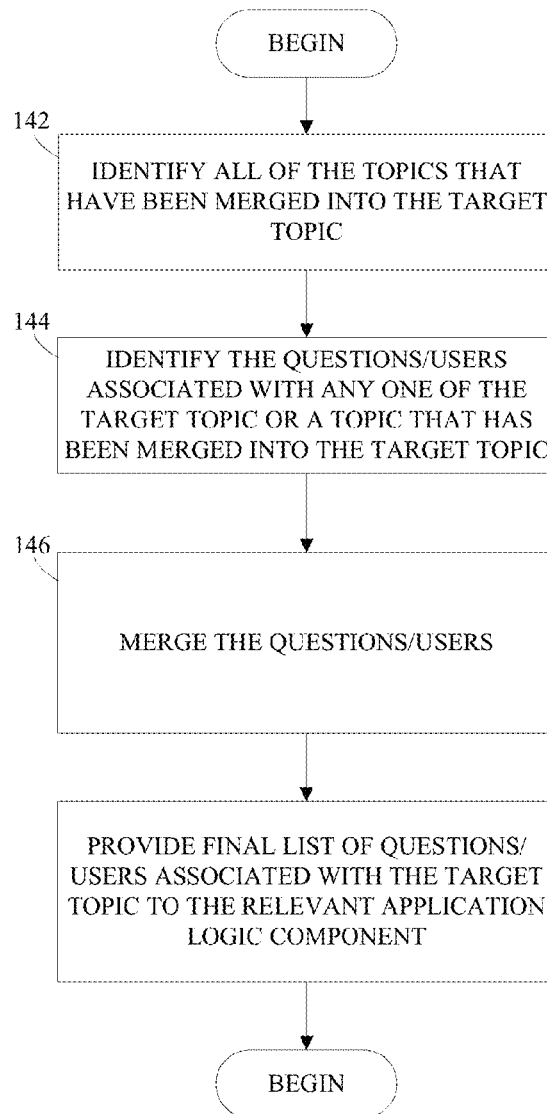 BEGIN
142
IDENTIFY ALL OF THE TOPICS THAT
HAVE BEEN MERGED INTO THE TARGET
TOPIC
144
IDENTIFY THE QUESTIONS/USERS
ASSOCIATED WITH ANY ONE OF THE
TARGET TOPIC OR A TOPIC THAT HAS
BEEN MERGED INTO THE TARGET TOPIC
146
MERGE THE QUESTIONS/USERS
PROVIDE FINAL LIST OF QUESTIONS/
USERS ASSOCIATED WITH THE TARGET
TOPIC TO THE RELEVANT APPLICATION
LOGIC COMPONENT
BEGIN